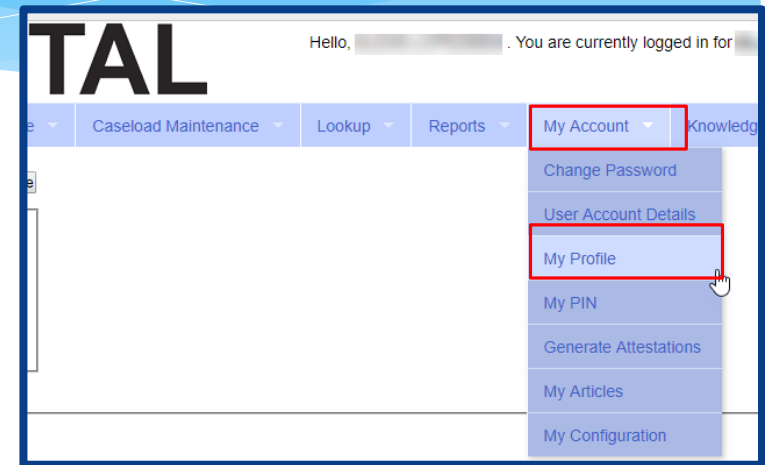 TAL
Hello, . You are currently logged in for
e Caseload Maintenance Lookup Reports My Account Knowledg
e
Change Password
User Account Details
My Profile
My PIN
Generate Attestations
My Articles
My Configuration